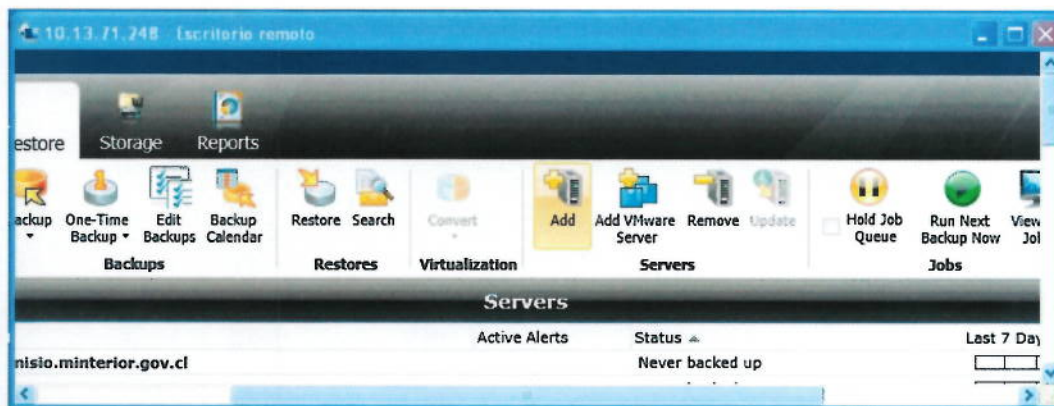 10.13.71.248 Escritorio remoto
estore Storage Reports
ackup One-Time Backup Edit Backups Backup Calendar Restore Search Convert Add Add VMware Server Remove Update Hold Job Queue Run Next Backup Now View Jol
Backups Restores Virtualization Servers Jobs
Servers
Active Alerts Status Last 7 Day
nisio.minterior.gov.cl Never backed up